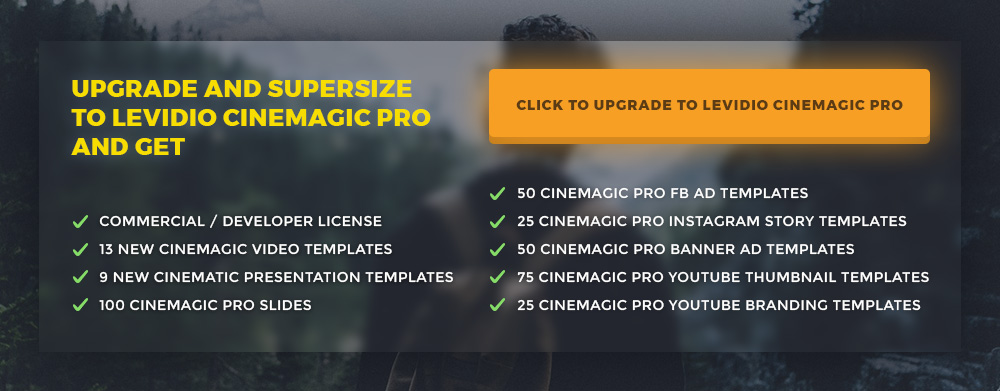 UPGRADE AND SUPERSIZE
TO LEVIDIO CINEMAGIC PRO
AND GET
COMMERCIAL / DEVELOPER LICENSE
13 NEW CINEMAGIC VIDEO TEMPLATES
9 NEW CINEMATIC PRESENTATION TEMPLATES
100 CINEMAGIC PRO SLIDES
CLICK TO UPGRADE TO LEVIDIO CINEMAGIC PRO
50 CINEMAGIC PRO FB AD TEMPLATES
25 CINEMAGIC PRO INSTAGRAM STORY TEMPLATES
50 CINEMAGIC PRO BANNER AD TEMPLATES
75 CINEMAGIC PRO YOUTUBE THUMBNAIL TEMPLATES
25 CINEMAGIC PRO YOUTUBE BRANDING TEMPLATES